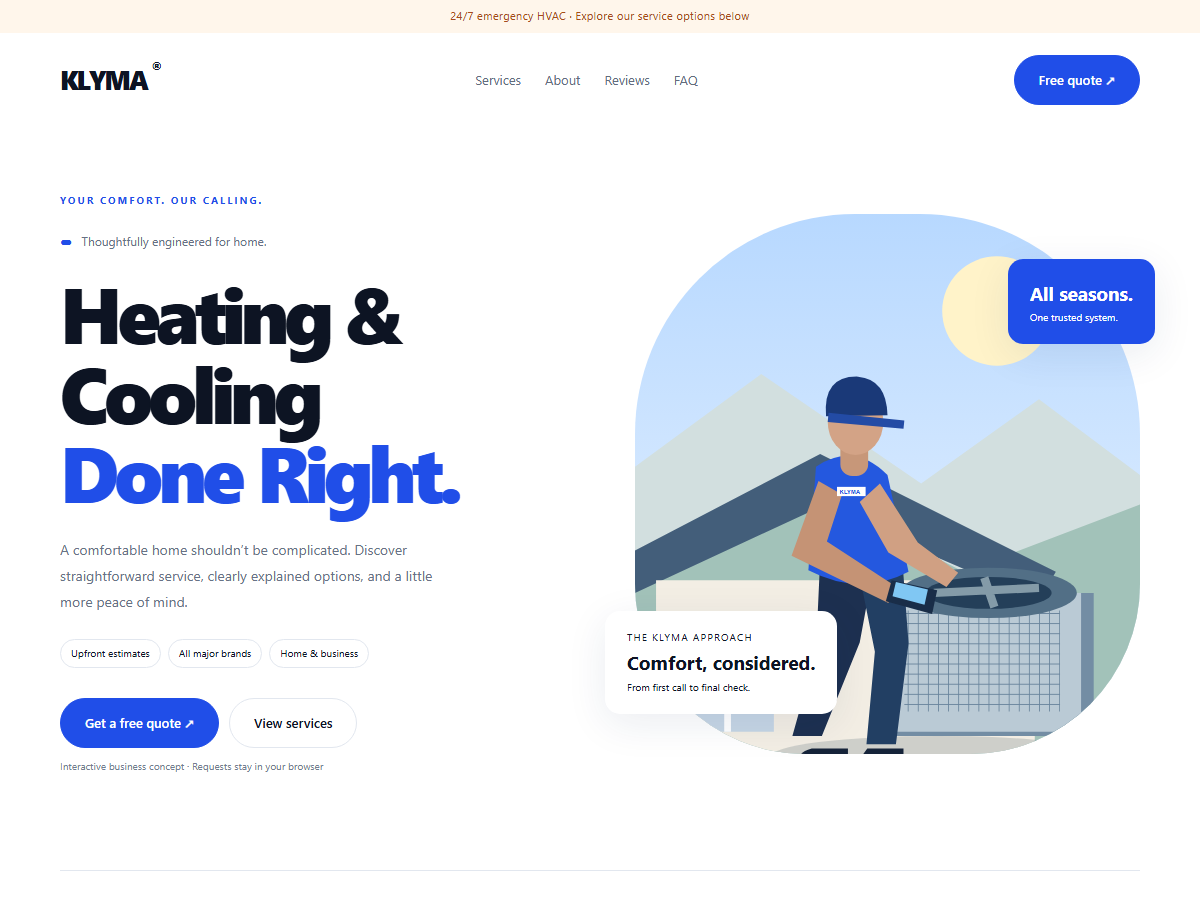 24/7 emergency HVAC · Explore our service options below
KLYMA ®
Services About Reviews FAQ
Free quote ↗
YOUR COMFORT. OUR CALLING.
Thoughtfully engineered for home.
Heating &
Cooling
Done Right.
A comfortable home shouldn’t be complicated. Discover
straightforward service, clearly explained options, and a little
more peace of mind.
Upfront estimates All major brands Home & business
Get a free quote ↗ View services
Interactive business concept · Requests stay in your browser
All seasons.
One trusted system.
KLYMA
THE KLYMA APPROACH
Comfort, considered.
From first call to final check.